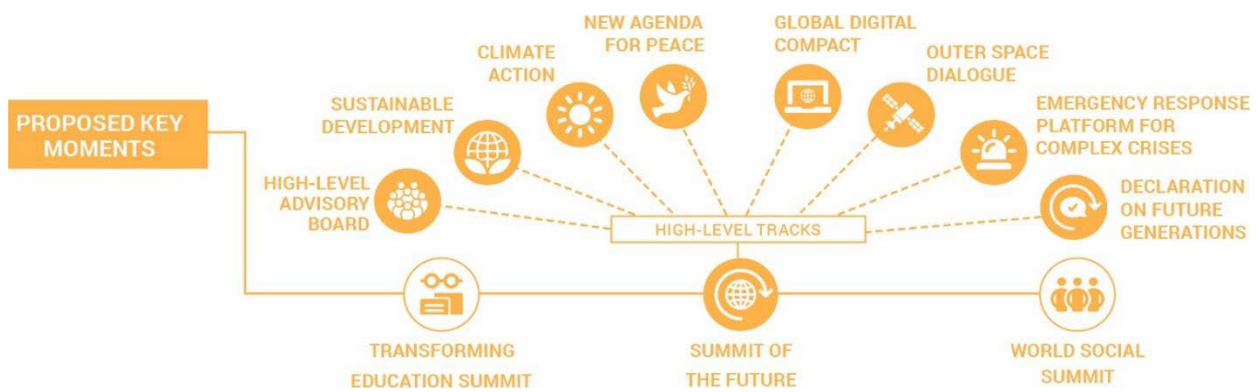 PROPOSED KEY
MOMENTS
HIGH-LEVEL
ADVISORY
BOARD
SUSTAINABLE
DEVELOPMENT
CLIMATE
ACTION
NEW AGENDA
FOR PEACE
GLOBAL DIGITAL
COMPACT
OUTER SPACE
DIALOGUE
EMERGENCY RESPONSE
PLATFORM FOR
COMPLEX CRISES
DECLARATION
ON FUTURE
GENERATIONS
HIGH-LEVEL TRACKS
TRANSFORMING
EDUCATION SUMMIT
SUMMIT OF
THE FUTURE
WORLD SOCIAL
SUMMIT